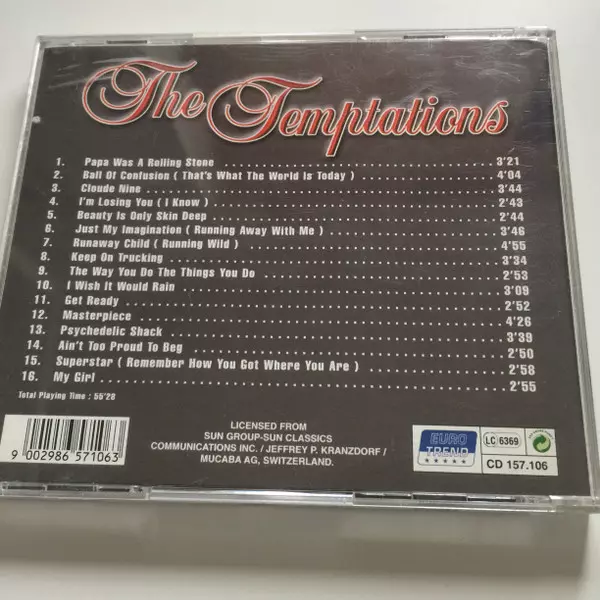 The Temptations
1. Papa Was A Rolling Stone 3'21
2. Ball Of Confusion ( That's What The World Is Today ) 4'04
3. Cloude Nine 3'44
4. I'm Losing You ( I Know ) 2'43
5. Beauty Is Only Skin Deep 2'44
6. Just My Imagination ( Running Away With Me ) 3'46
7. Runaway Child ( Running Wild ) 4'55
8. Keep On Trucking 3'34
9. The Way You Do The Things You Do 2'53
10. I Wish It Would Rain 3'09
11. Get Ready 2'52
12. Masterpiece 4'26
13. Psychedelic Shack 3'39
14. Ain't Too Proud To Beg 2'50
15. Superstar ( Remember How You Got Where You Are ) 2'58
16. My Girl 2'55
Total Playing Time : 55'28
9 002986 571063
LICENSED FROM
SUN GROUP-SUN CLASSICS
COMMUNICATIONS INC. / JEFFREY P. KRANZDORF /
MUCABA AG, SWITZERLAND.
EURO
TREND
LC 6369
CD 157.106